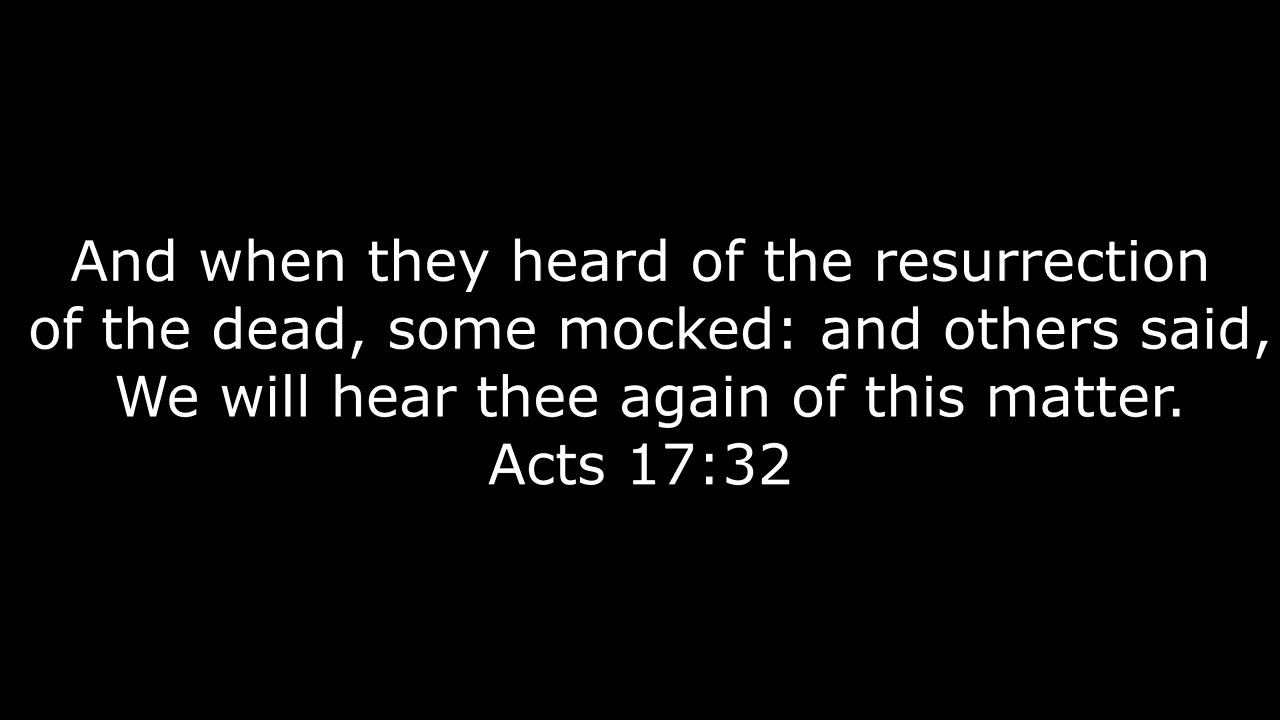 And when they heard of the resurrection
of the dead, some mocked: and others said,
We will hear thee again of this matter.
Acts 17:32